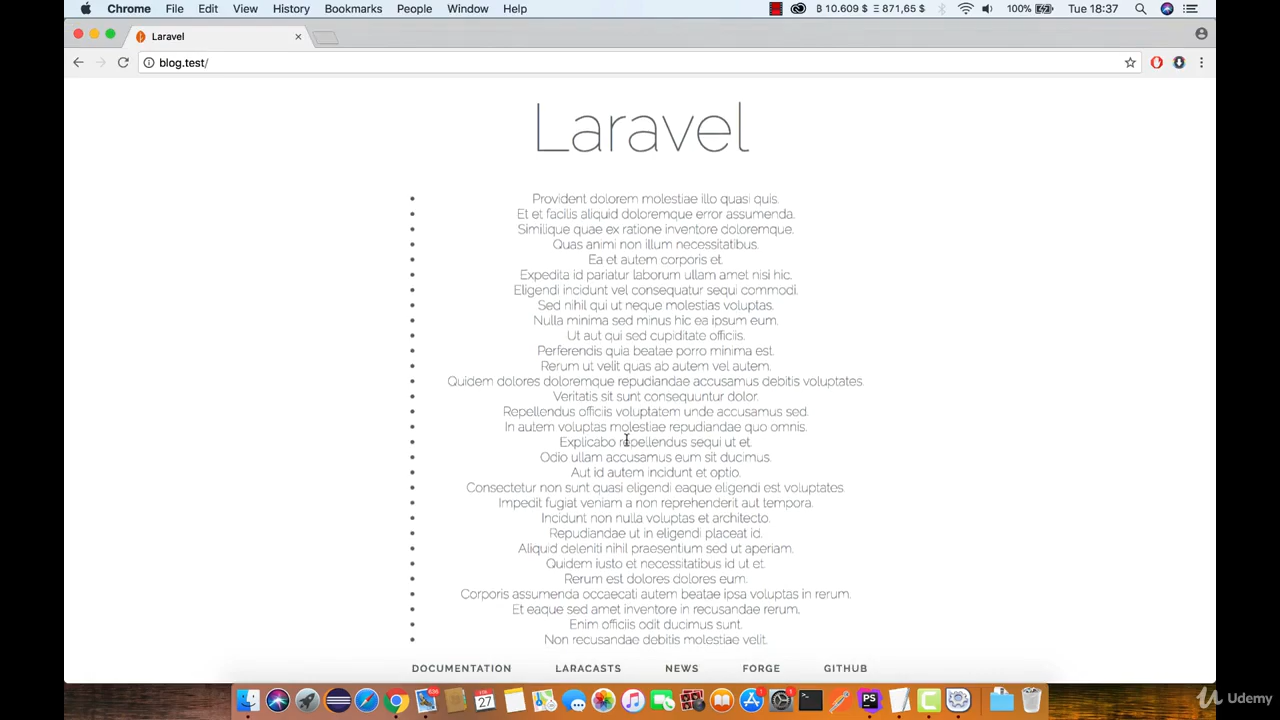 Chrome File Edit View History Bookmarks People Window Help 10.609 $ 871,65 $ 100% Tue 18:37
Laravel
blog.test/
Laravel
Provident dolorem molestiae illo quasi quis.
Et et facilis aliquid doloremque error assumenda.
Similique quae ex ratione inventore doloremque.
Quas animi non illum necessitatibus.
Ea et autem corporis et.
Expedita id pariatur laborum ullam amet nisi hic.
Eligendi incidunt vel consequatur sequi commodi.
Sed nihil qui ut neque molestias voluptas.
Nulla minima sed minus hic ea ipsum eum.
Ut aut qui sed cupiditate officiis.
Perferendis quia beatae porro minima est.
Rerum ut velit quas ab autem vel autem.
Quidem dolores doloremque repudiandae accusamus debitis voluptates.
Veritatis sit sunt consequuntur dolor.
Repellendus officiis voluptatem unde accusamus sed.
In autem voluptas molestiae repudiandae quo omnis.
Explicabo repellendus sequi ut et.
Odio ullam accusamus eum sit ducimus.
Aut id autem incidunt et optio.
Consectetur non sunt quasi eligendi eaque eligendi est voluptates
Impedit fugiat veniam a non reprehenderit aut tempora.
Incidunt non nulla voluptas et architecto.
Repudiandae ut in eligendi placeat id.
Aliquid deleniti nihil praesentium sed ut aperiam.
Quidem iusto et necessitatibus id ut et.
Rerum est dolores dolores eum.
Corporis assumenda occaecati autem beatae ipsa voluptas in rerum.
Et eaque sed amet inventore in recusandae rerum.
Enim officiis odit ducimus sunt.
Non recusandae debitis molestiae velit.
DOCUMENTATION LARACASTS NEWS FORGE GITHUB
27
PS
Udemy